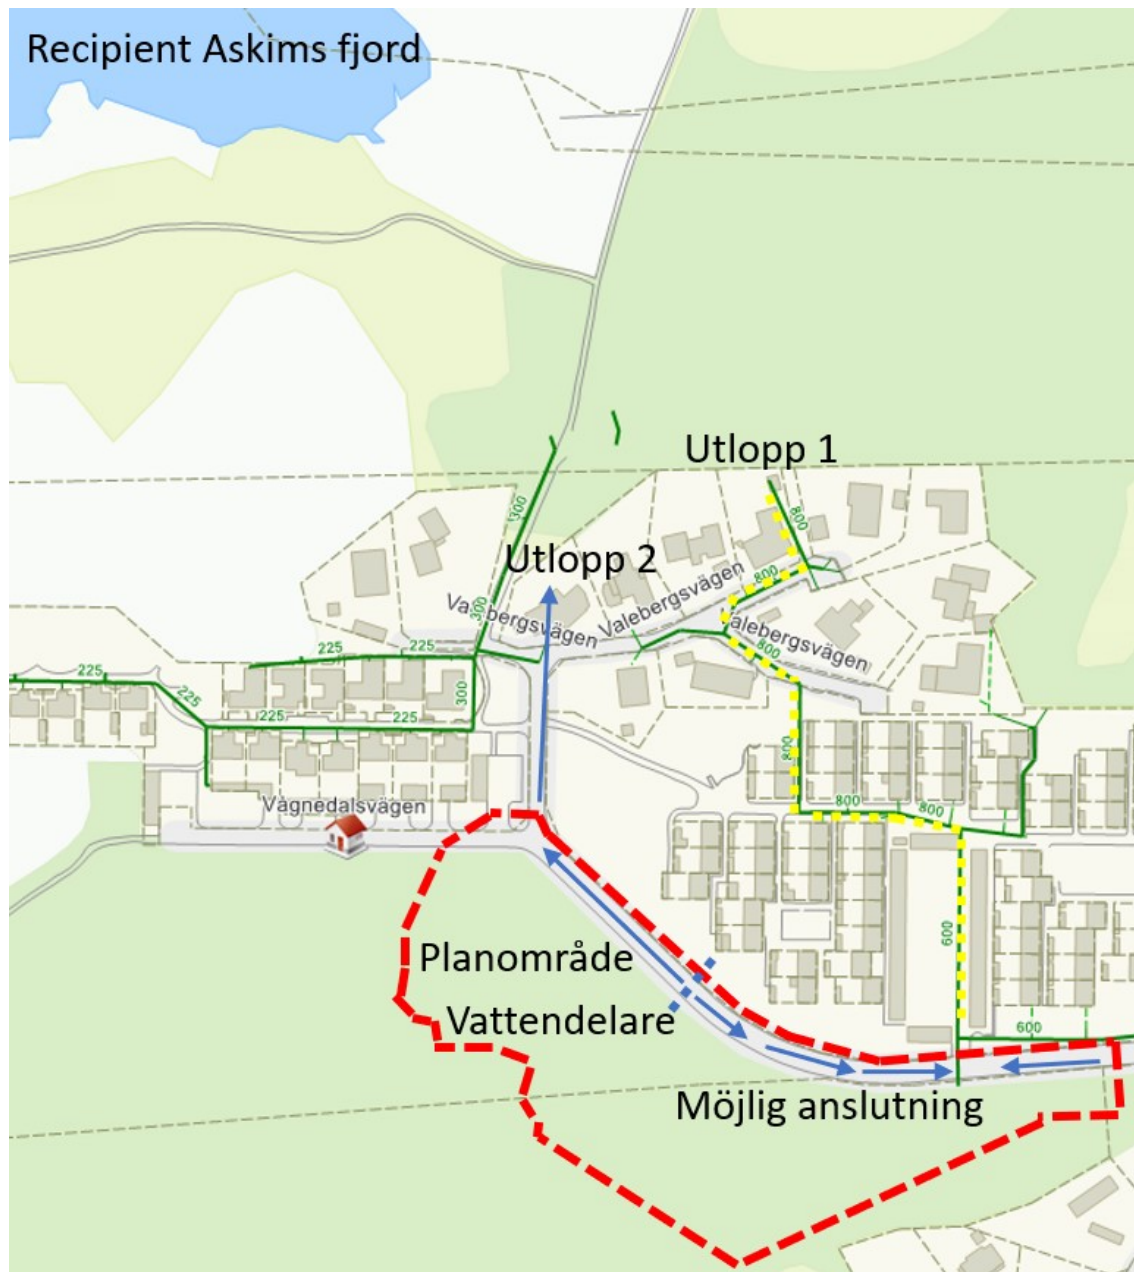 Recipient Askims fjord
Utlopp 1
300
800
Utlopp 2
800
Valebergsvägen
300
Valebergsvägen
Valebergsvägen
225
225
800
225
225
300
225
225
800
800
800
Vågnedalsvägen
600
Planområde
Vattendelare
600
Möjlig anslutning